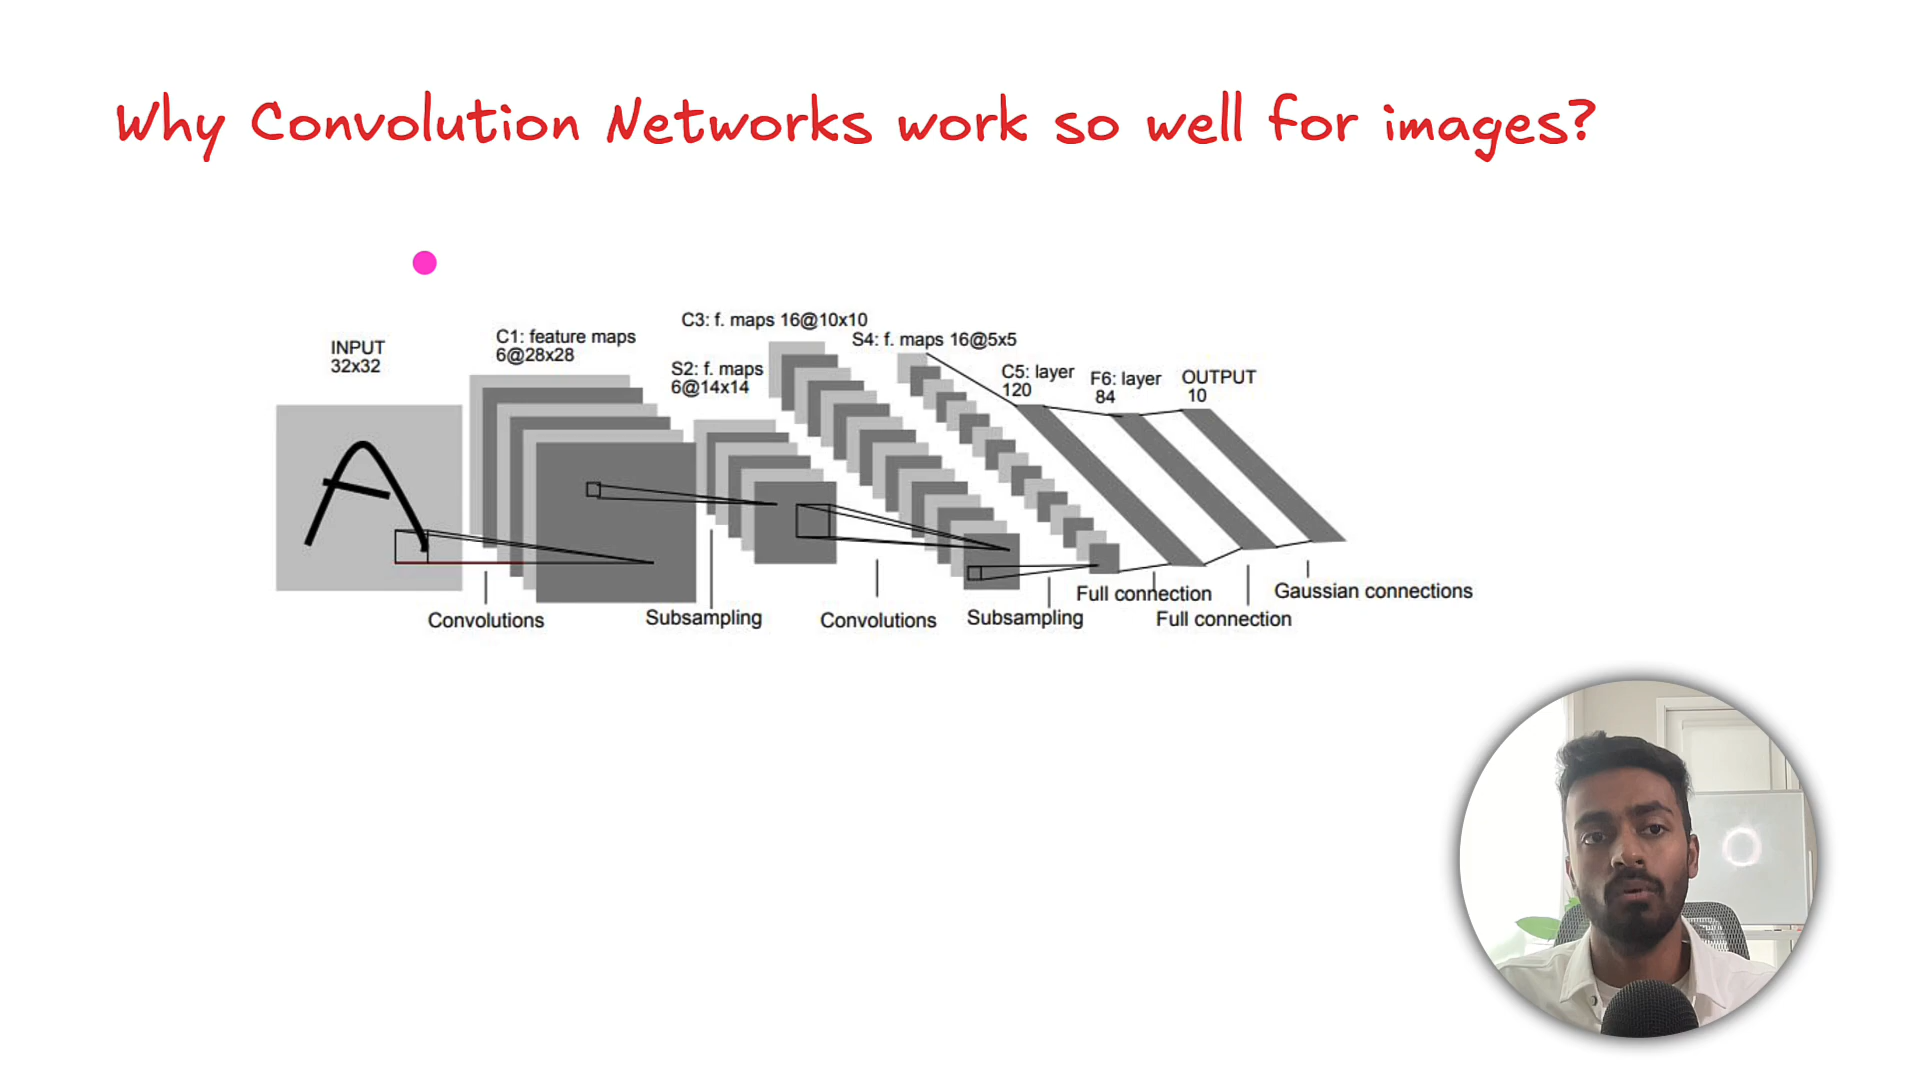 Why Convolution Networks work so well for images?
INPUT
32x32
C1: feature maps
6@28x28
S2: f. maps
6@14x14
C3: f. maps 16@10x10
S4: f. maps 16@5x5
C5: layer
120
F6: layer
84
OUTPUT
10
A
Convolutions
Subsampling
Convolutions
Subsampling
Full connection
Full connection
Gaussian connections